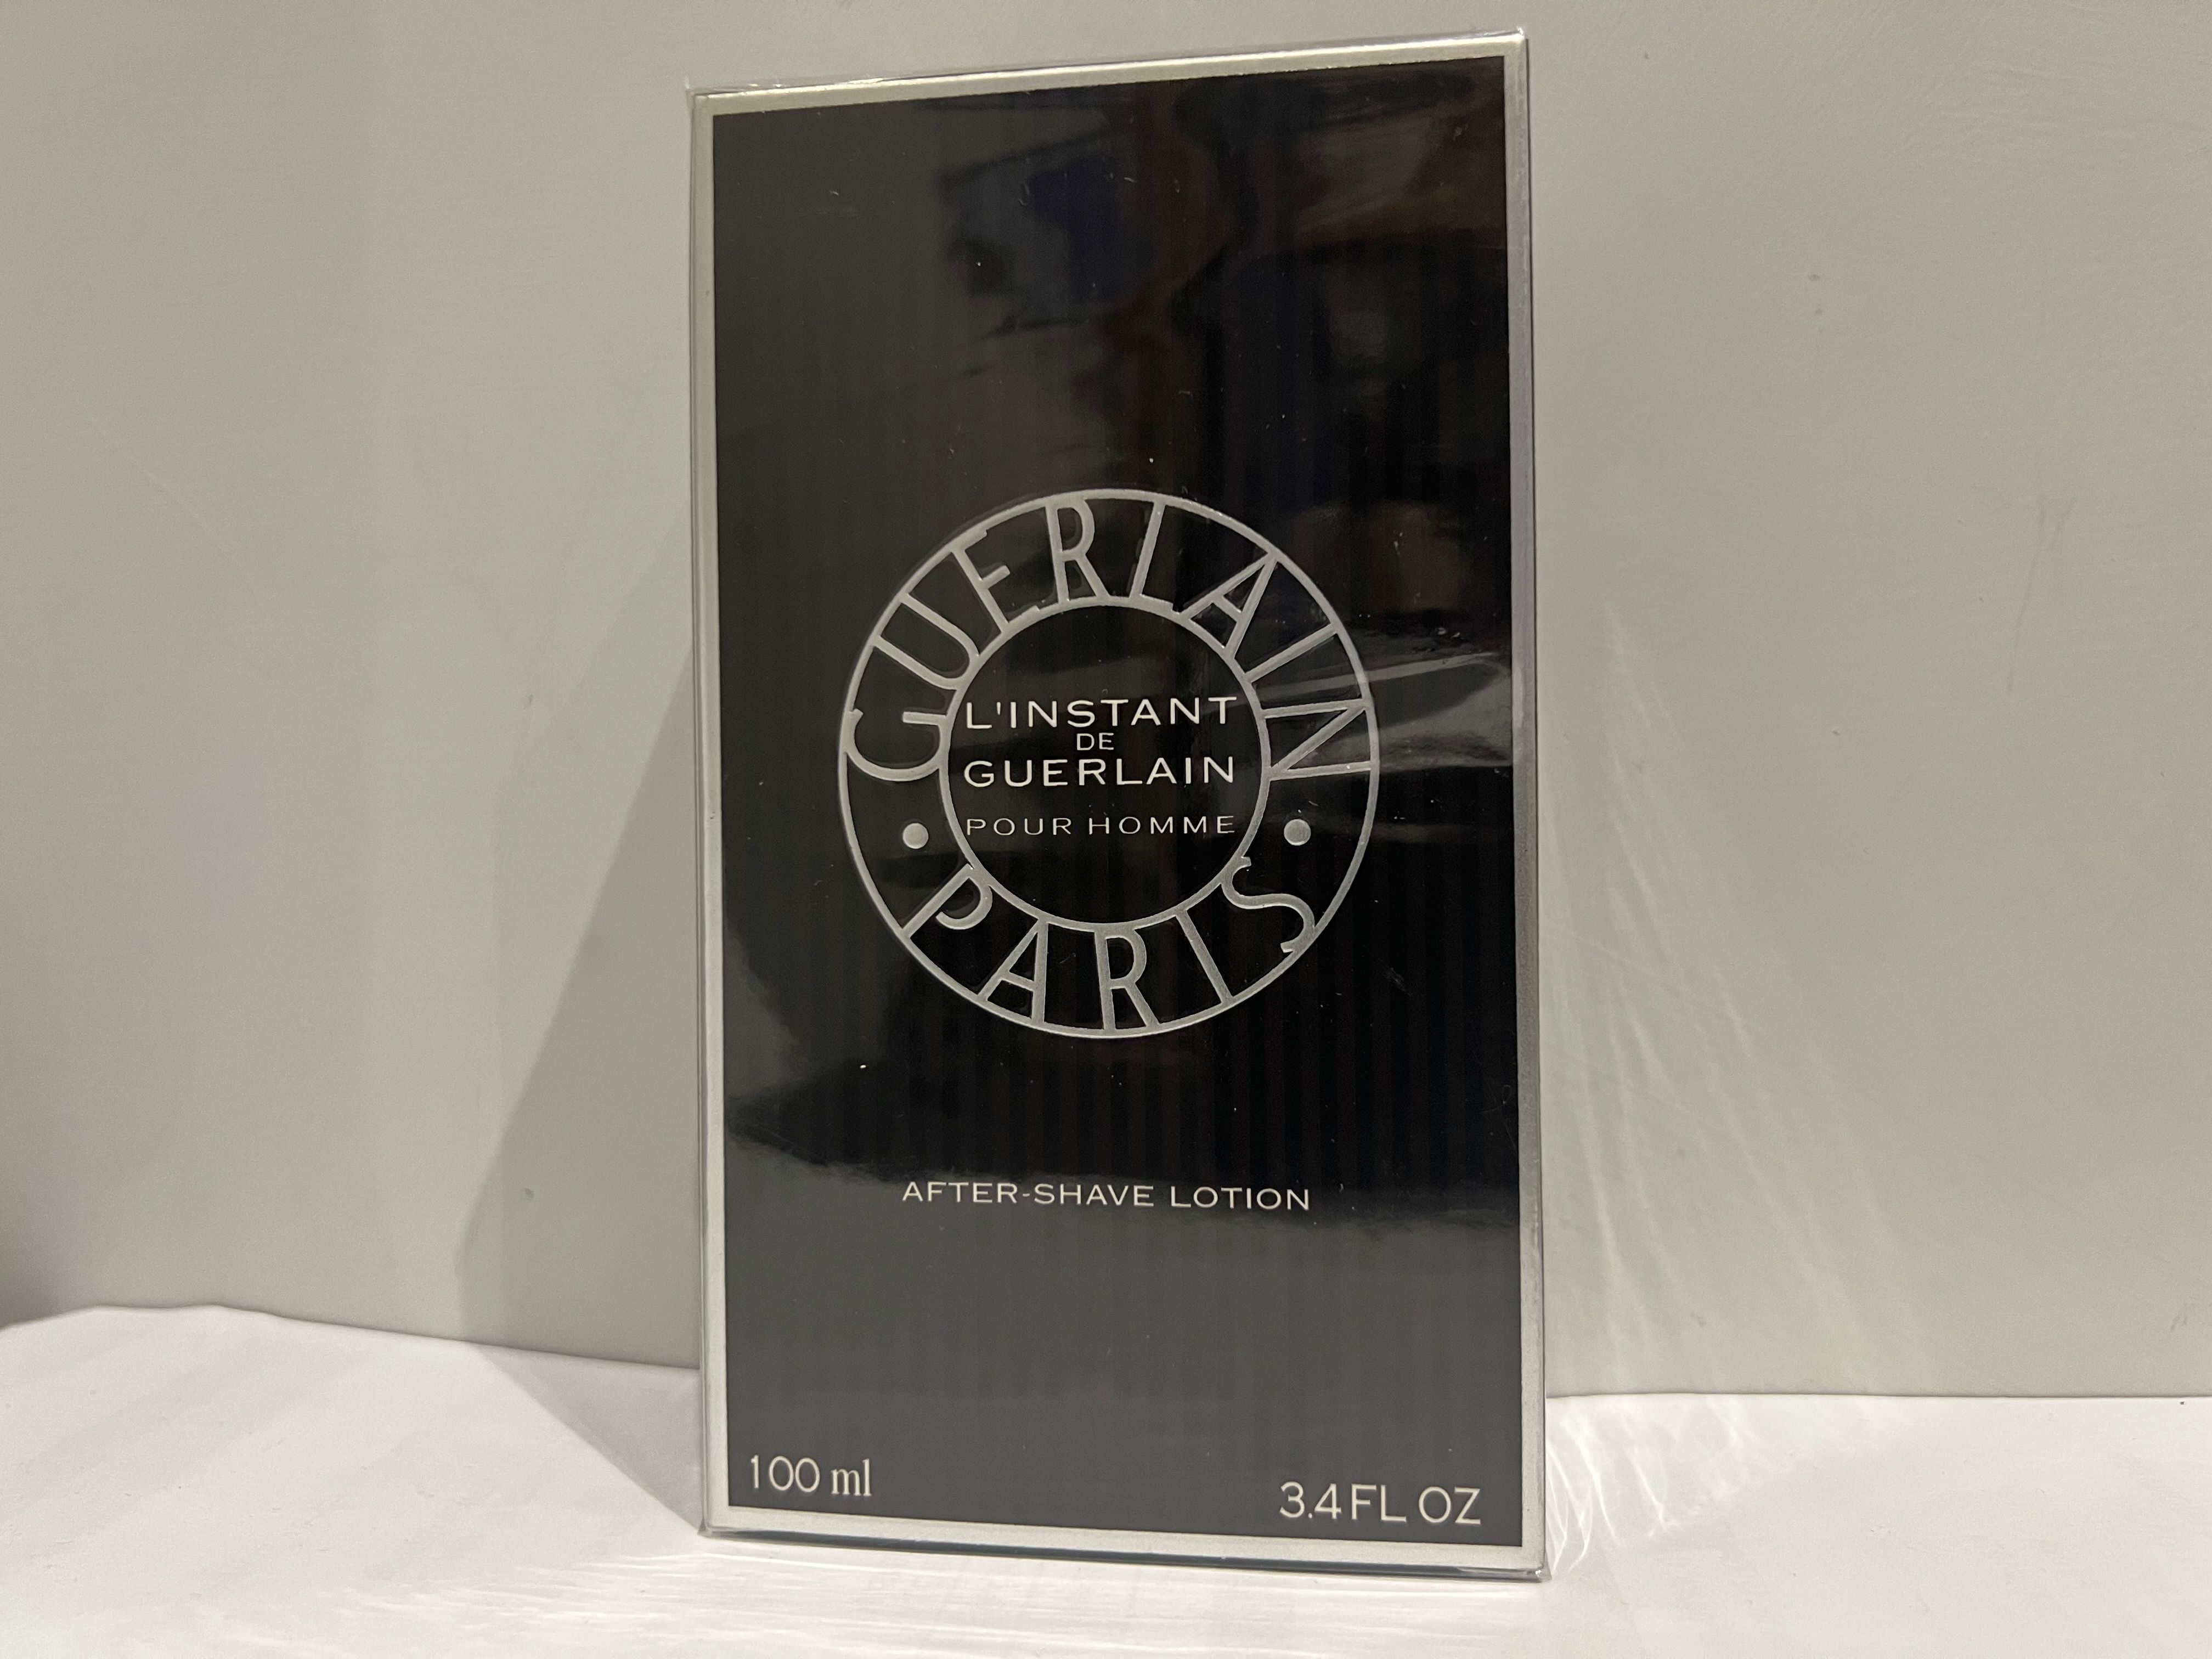 GUERLAIN
L'INSTANT
DE
GUERLAIN
POUR HOMME
PARIS
AFTER-SHAVE LOTION
100 ml
3.4 FL OZ